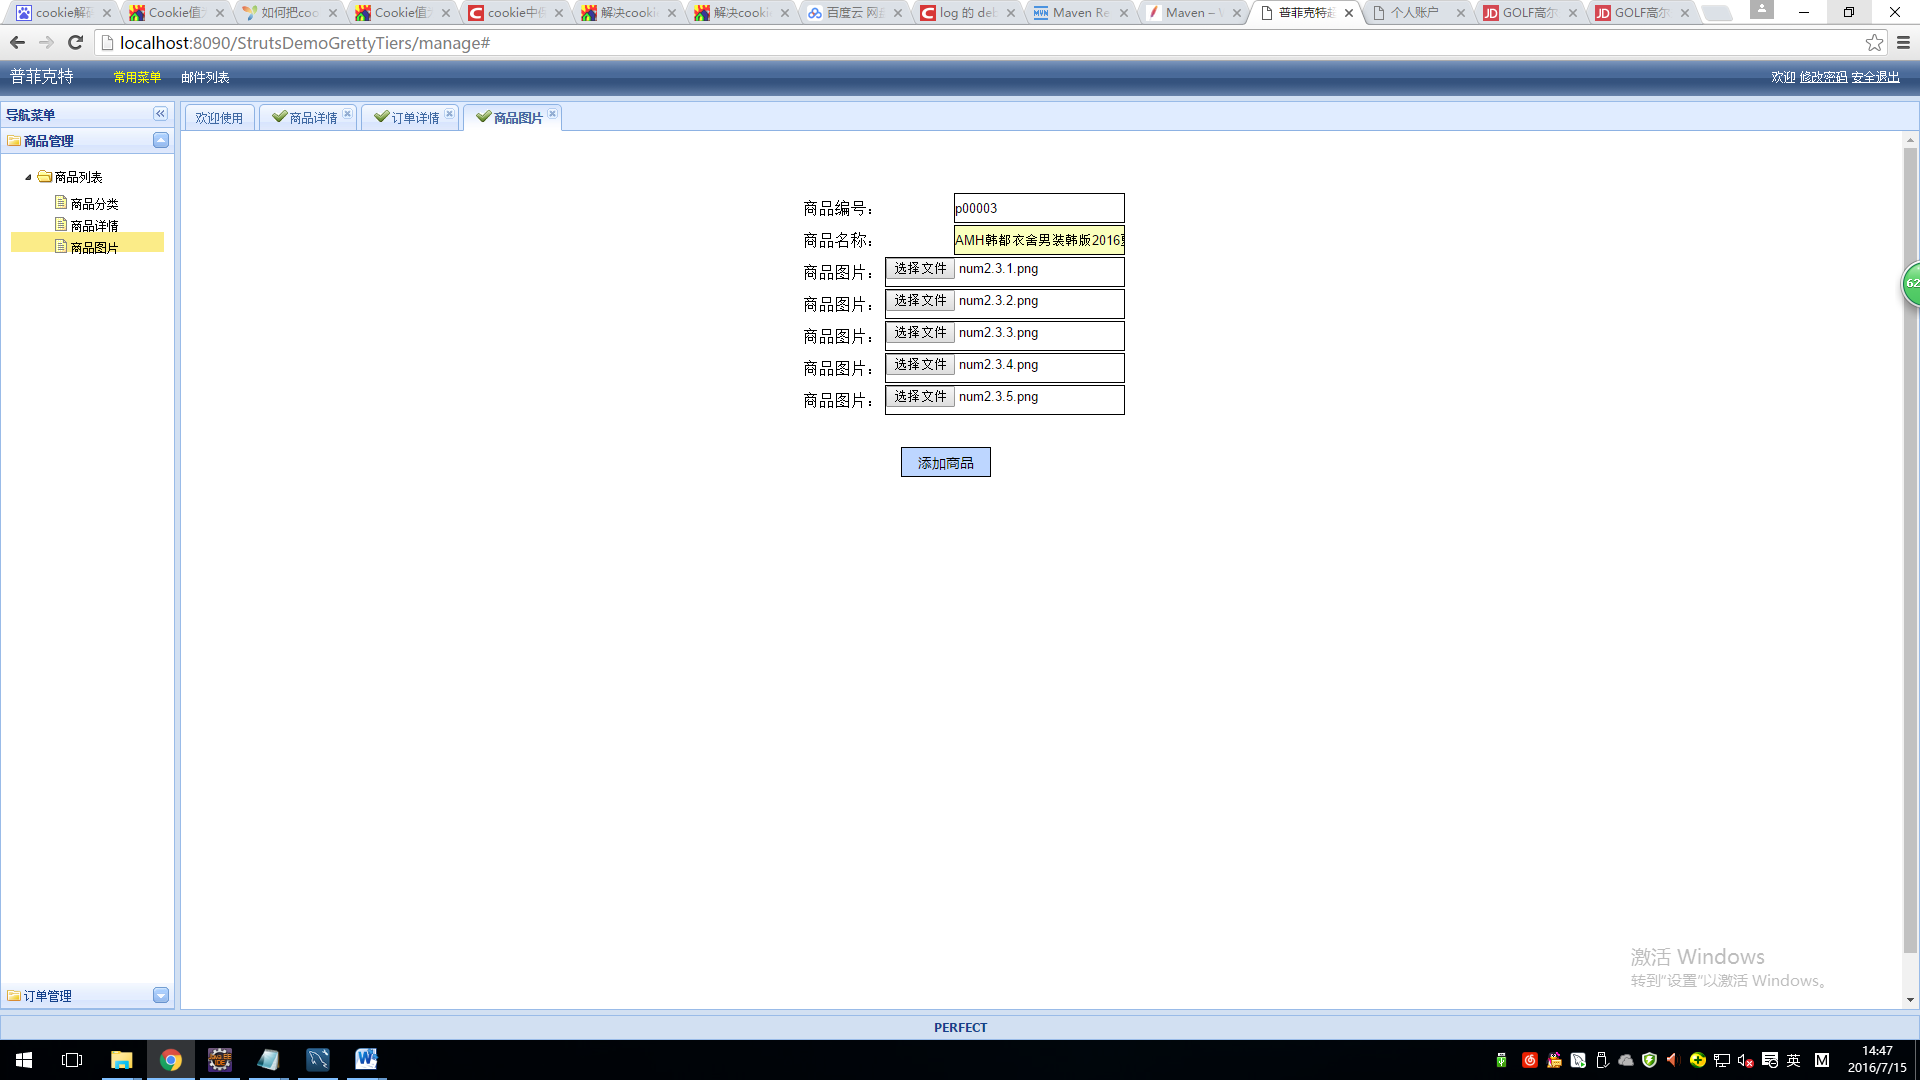 cookie解
Cookie值
如何把coo
Cookie值
cookie中
解决cooki
解决cooki
百度云 网
log 的 de
Maven Re
Maven –
普菲克特
个人账户
GOLF高尔
GOLF高尔
localhost:8090/StrutsDemoGrettyTiers/manage#
普菲克特 常用菜单 邮件列表
欢迎 修改密码 安全退出
导航菜单
商品管理
商品列表
商品分类
商品详情
商品图片
订单管理
欢迎使用 商品详情 订单详情 商品图片
商品编号： p00003
商品名称： AMH韩都衣舍男装韩版2016
商品图片： 选择文件 num2.3.1.png
商品图片： 选择文件 num2.3.2.png
商品图片： 选择文件 num2.3.3.png
商品图片： 选择文件 num2.3.4.png
商品图片： 选择文件 num2.3.5.png
添加商品
62
激活 Windows
转到“设置”以激活 Windows。
PERFECT
英
M
14:47
2016/7/15